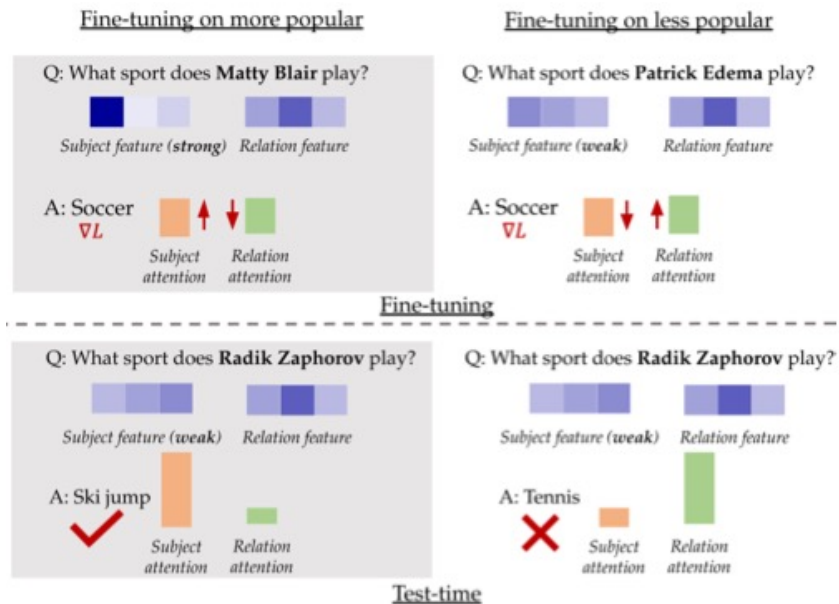 Fine-tuning on more popular
Fine-tuning on less popular
Q: What sport does Matty Blair play?
Subject feature (strong)
Relation feature
A: Soccer
∇L
Subject attention
Relation attention
Q: What sport does Patrick Edema play?
Subject feature (weak)
Relation feature
A: Soccer
∇L
Subject attention
Relation attention
Fine-tuning
Q: What sport does Radik Zaphorov play?
Subject feature (weak)
Relation feature
A: Ski jump
Subject attention
Relation attention
Q: What sport does Radik Zaphorov play?
Subject feature (weak)
Relation feature
A: Tennis
Subject attention
Relation attention
Test-time